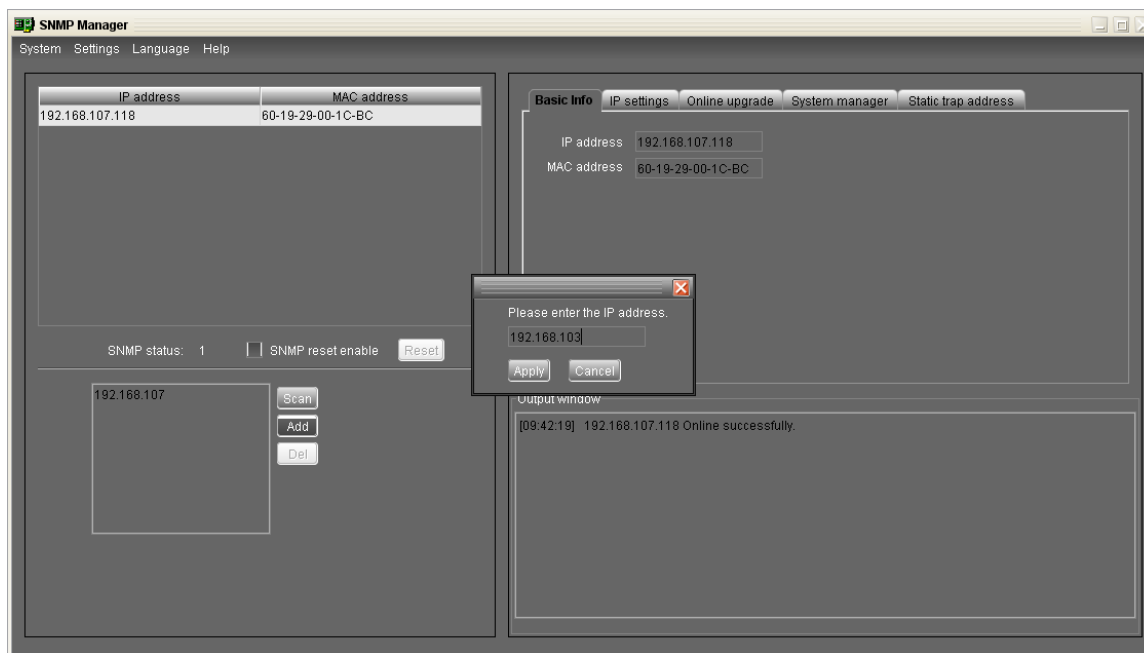 SNMP Manager
System Settings Language Help
IP address MAC address
192.168.107.118 60-19-29-00-1C-BC
SNMP status: 1 SNMP reset enable Reset
192.168.107
Scan
Add
Del
Basic Info IP settings Online upgrade System manager Static trap address
IP address 192.168.107.118
MAC address 60-19-29-00-1C-BC
Please enter the IP address.
192.168.103
Apply Cancel
Output window
[09:42:19] 192.168.107.118 Online successfully.